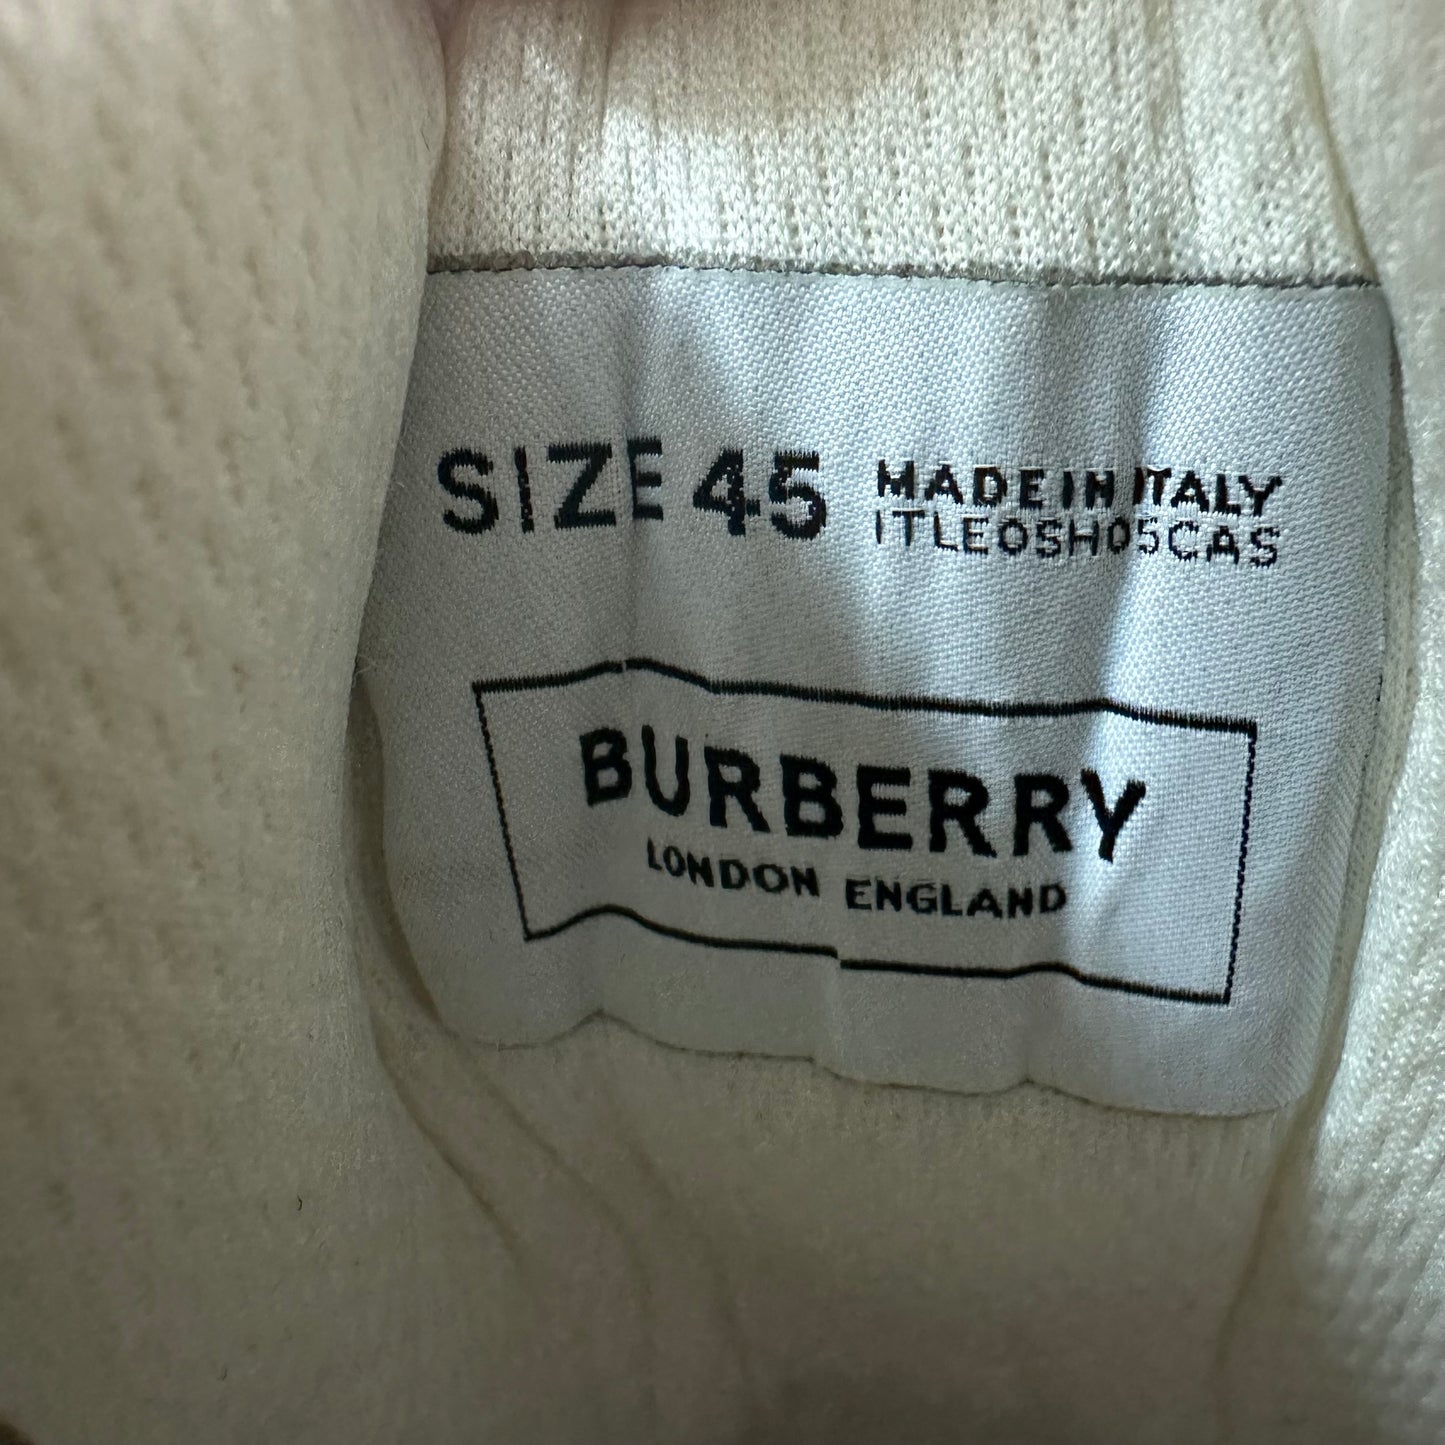 SIZE 45
MADE IN ITALY
ITLEOSH05CAS
BURBERRY
LONDON ENGLAND